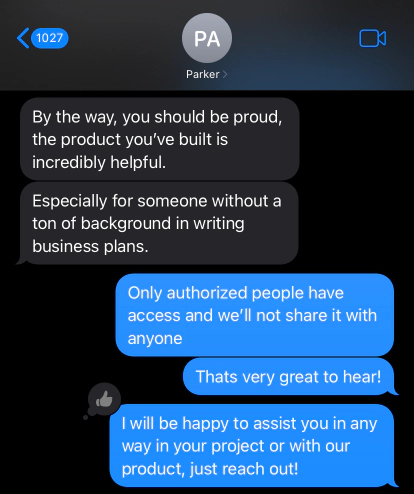 1027
PA
Parker
By the way, you should be proud,
the product you've built is
incredibly helpful.
Especially for someone without a
ton of background in writing
business plans.
Only authorized people have
access and we'll not share it with
anyone
Thats very great to hear!
I will be happy to assist you in any
way in your project or with our
product, just reach out!